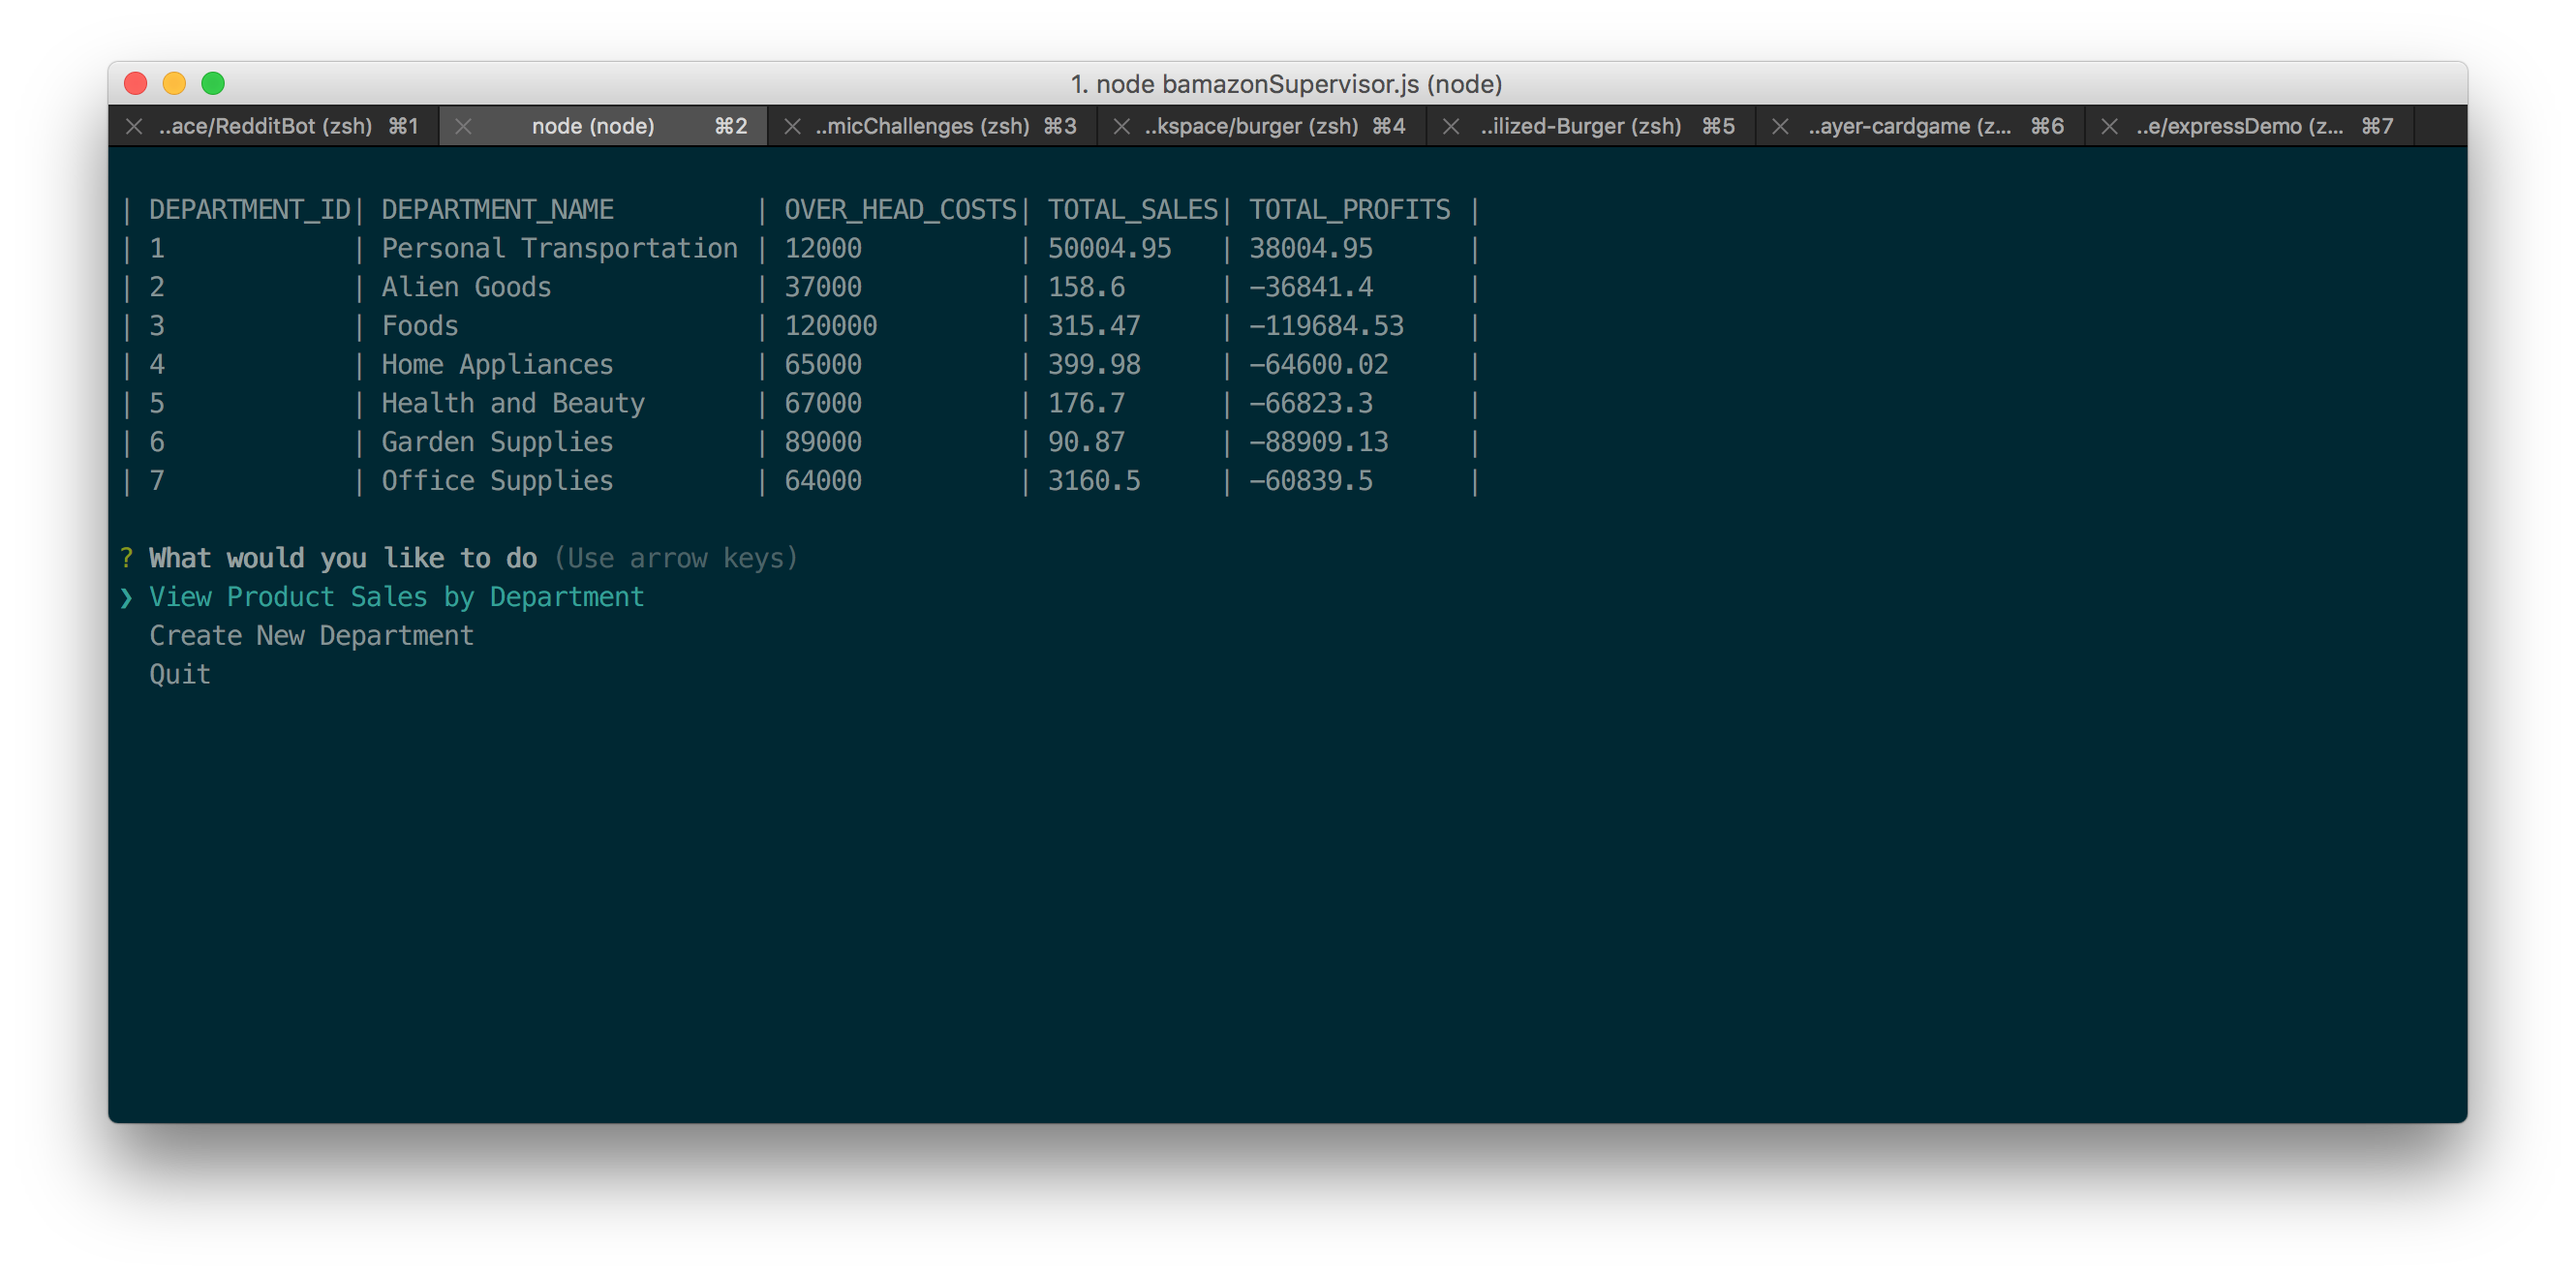 1. node bamazonSupervisor.js (node)
..ace/RedditBot (zsh) ⌘1 node (node) ⌘2 ..micChallenges (zsh) ⌘3 ..kspace/burger (zsh) ⌘4 ..ilized-Burger (zsh) ⌘5 ..ayer-cardgame (z... ⌘6 ..e/expressDemo (z... ⌘7
| DEPARTMENT_ID| DEPARTMENT_NAME | OVER_HEAD_COSTS| TOTAL_SALES| TOTAL_PROFITS |
| 1 | Personal Transportation | 12000 | 50004.95 | 38004.95 |
| 2 | Alien Goods | 37000 | 158.6 | -36841.4 |
| 3 | Foods | 120000 | 315.47 | -119684.53 |
| 4 | Home Appliances | 65000 | 399.98 | -64600.02 |
| 5 | Health and Beauty | 67000 | 176.7 | -66823.3 |
| 6 | Garden Supplies | 89000 | 90.87 | -88909.13 |
| 7 | Office Supplies | 64000 | 3160.5 | -60839.5 |
? What would you like to do (Use arrow keys)
❯ View Product Sales by Department
Create New Department
Quit